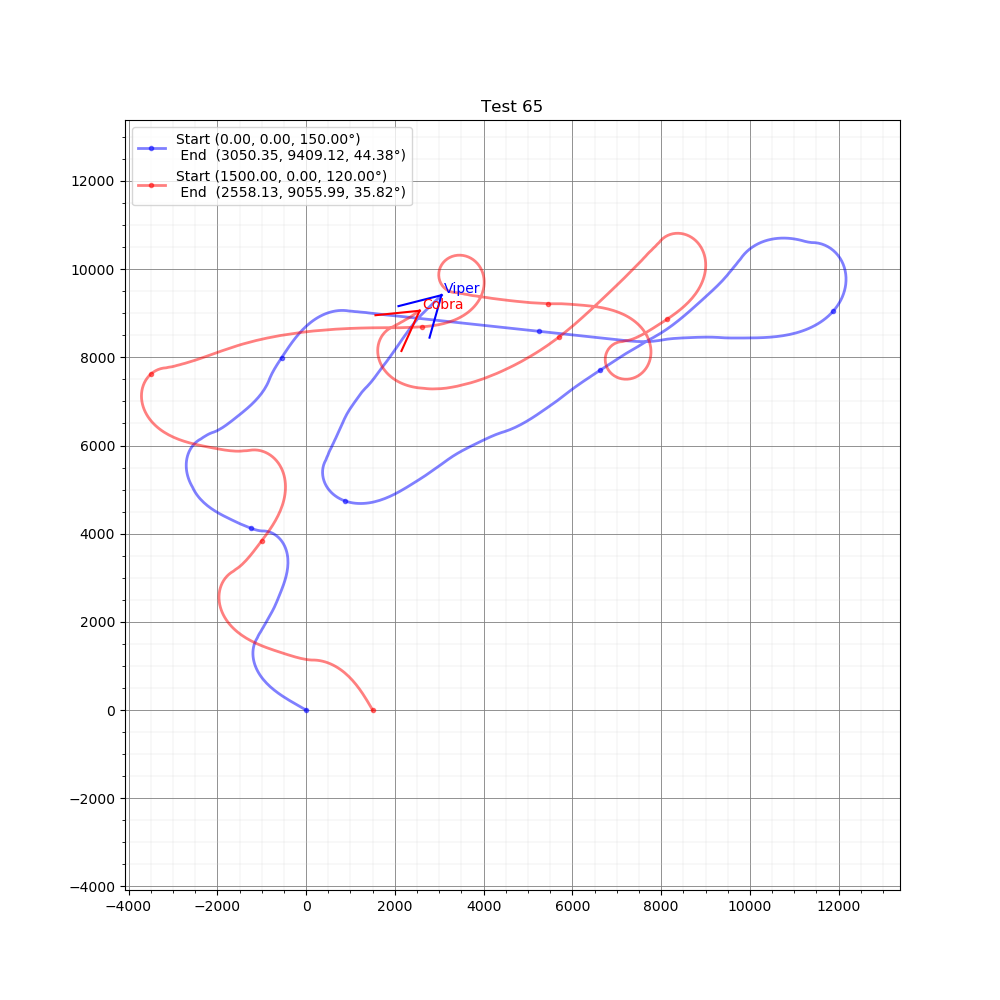 Test 65
Start (0.00, 0.00, 150.00°)
End (3050.35, 9409.12, 44.38°)
Start (1500.00, 0.00, 120.00°)
End (2558.13, 9055.99, 35.82°)
12000
10000
8000
6000
4000
2000
0
−2000
−4000
Viper
Cobra
−4000 −2000 0 2000 4000 6000 8000 10000 12000